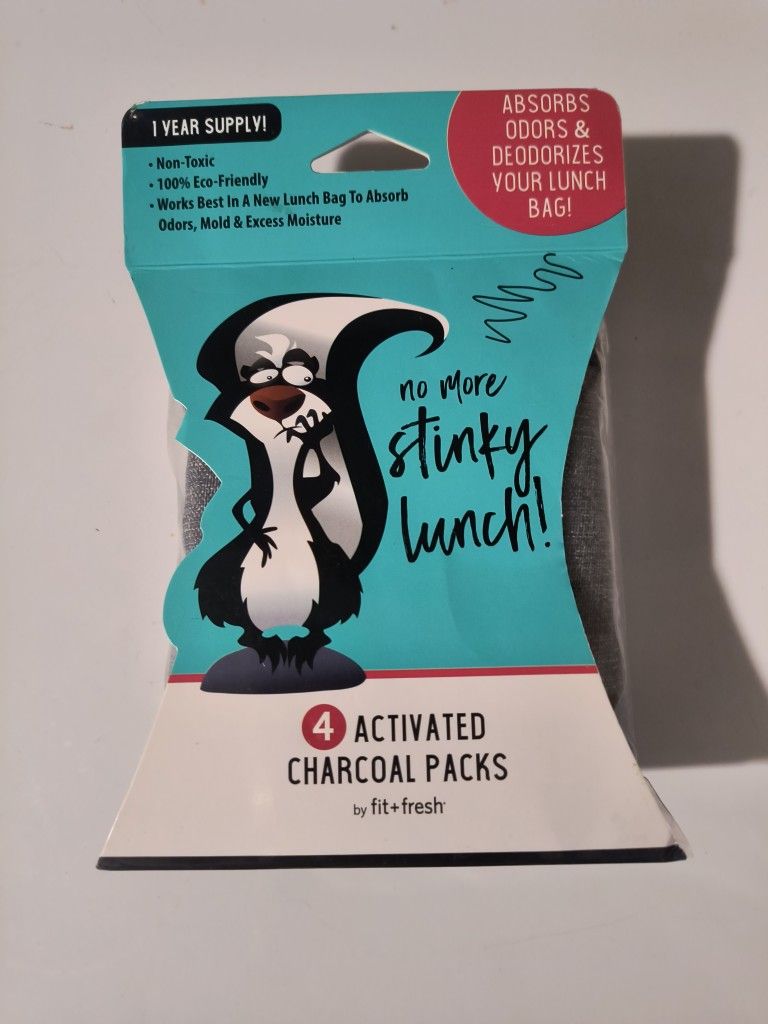 1 YEAR SUPPLY!
• Non-Toxic
• 100% Eco-Friendly
• Works Best In A New Lunch Bag To Absorb
Odors, Mold & Excess Moisture
ABSORBS
ODORS &
DEODORIZES
YOUR LUNCH
BAG!
no more
stinky
lunch!
4 ACTIVATED
CHARCOAL PACKS
by fit+fresh